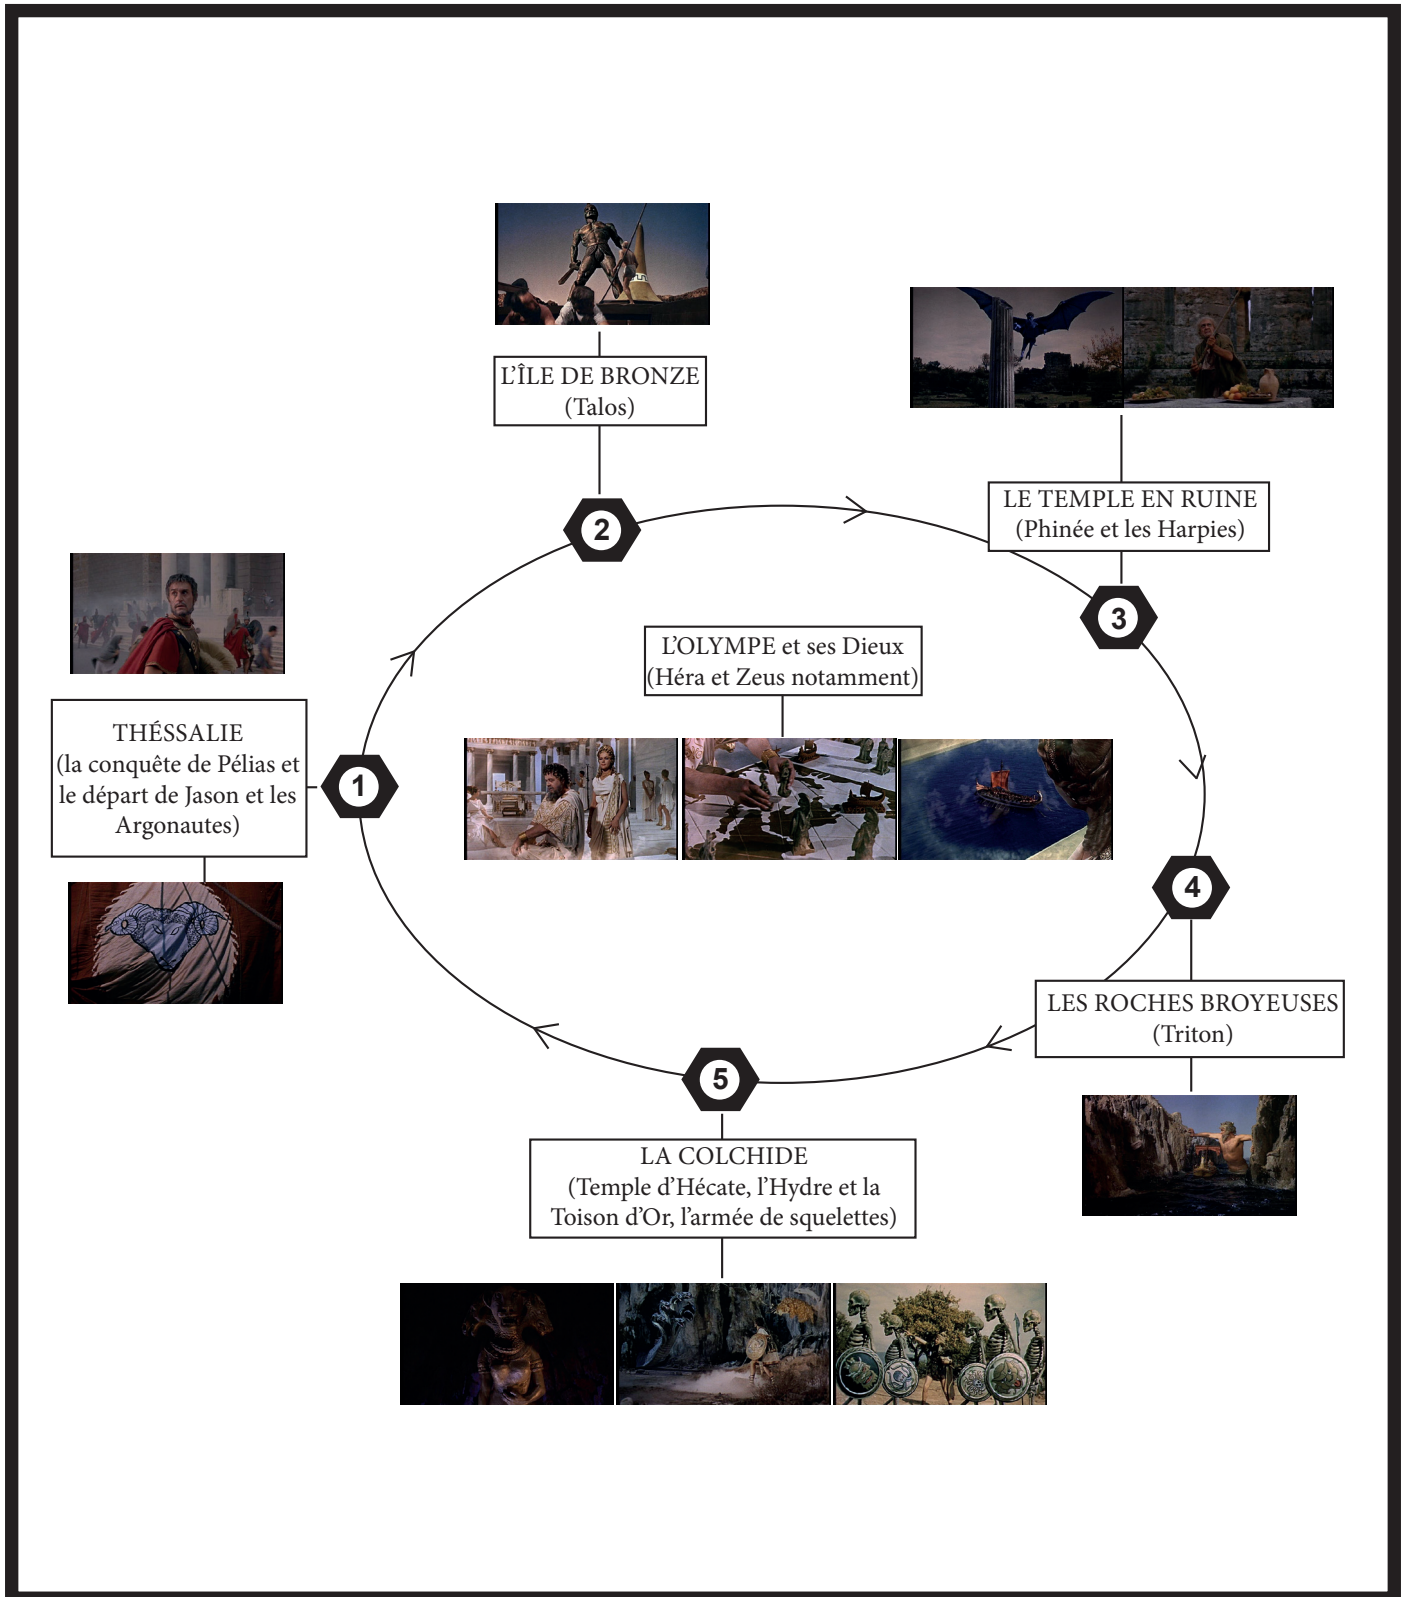 L'ÎLE DE BRONZE
(Talos)
LE TEMPLE EN RUINE
(Phinée et les Harpies)
2
3
L'OLYMPE et ses Dieux
(Héra et Zeus notamment)
THÉSSALIE
(la conquête de Pélias et
le départ de Jason et les
Argonautes)
1
4
LES ROCHES BROYEUSES
(Triton)
5
LA COLCHIDE
(Temple d'Hécate, l'Hydre et la
Toison d'Or, l'armée de squelettes)